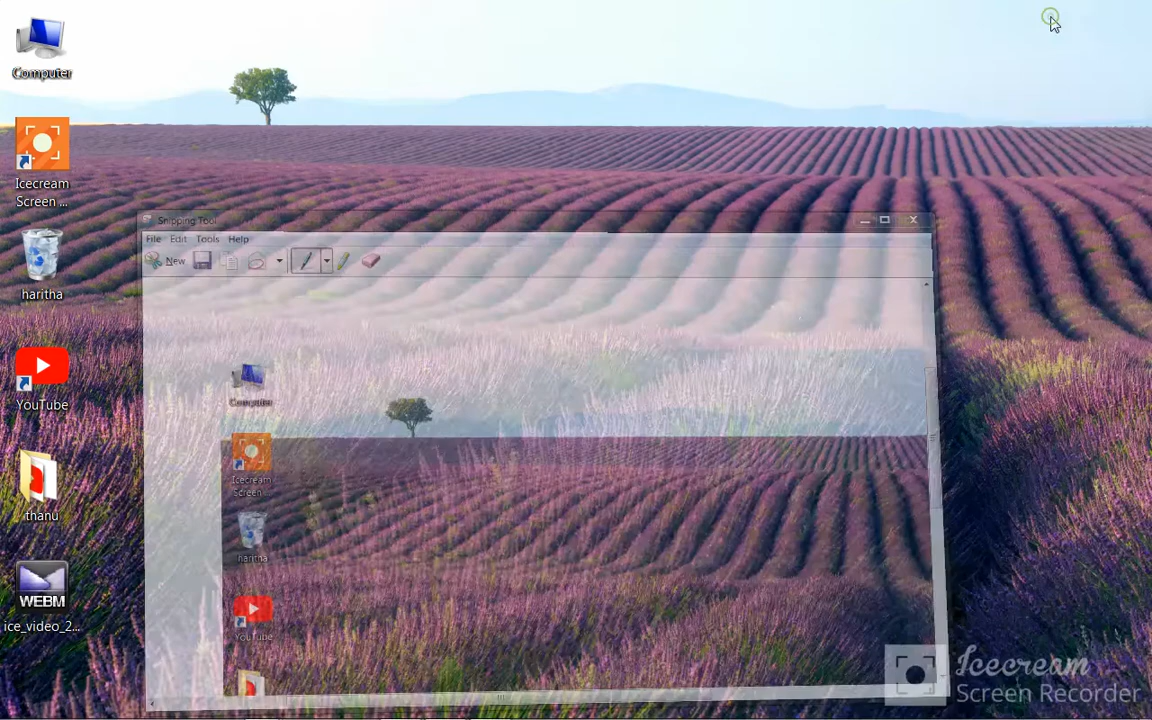 Computer
Icecream
Screen ...
haritha
YouTube
thanu
WEBM
ice_video_2...
Snipping Tool
File Edit Tools Help
New
Computer
Icecream
Screen ...
haritha
YouTube
Icecream
Screen Recorder